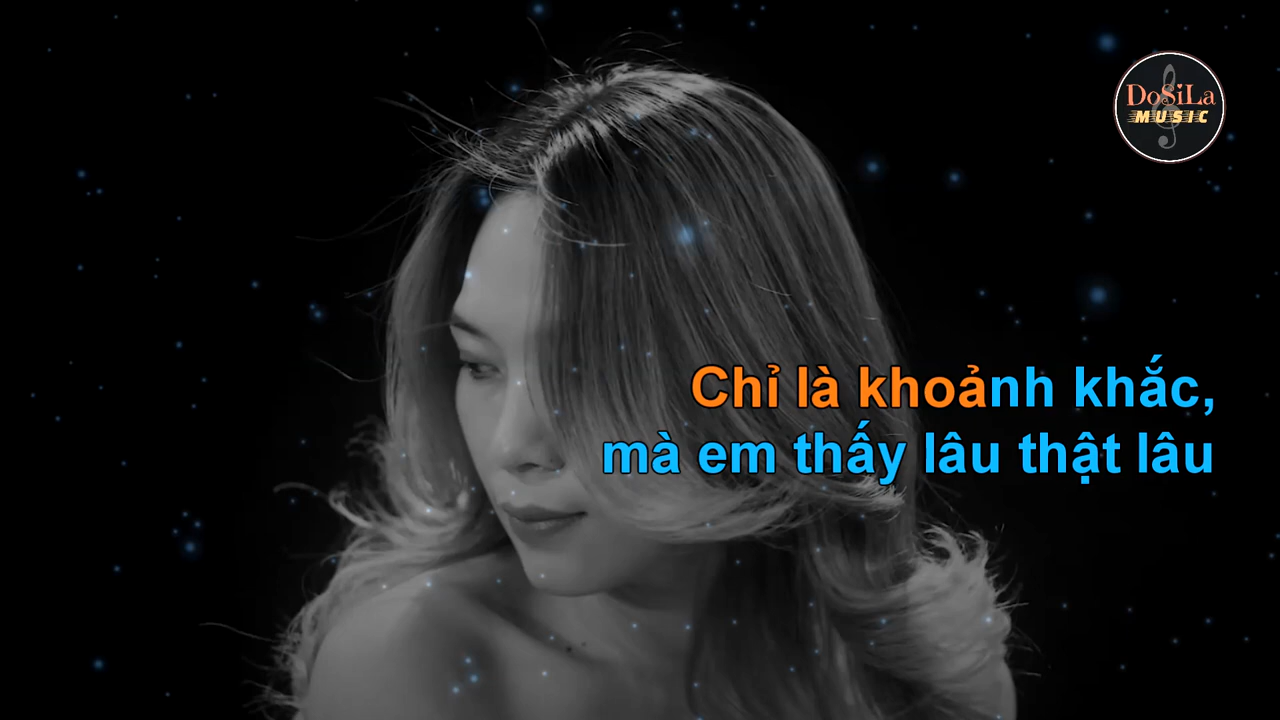 DoSiLa
MUSIC
Chỉ là khoảnh khắc,
mà em thấy lâu thật lâu